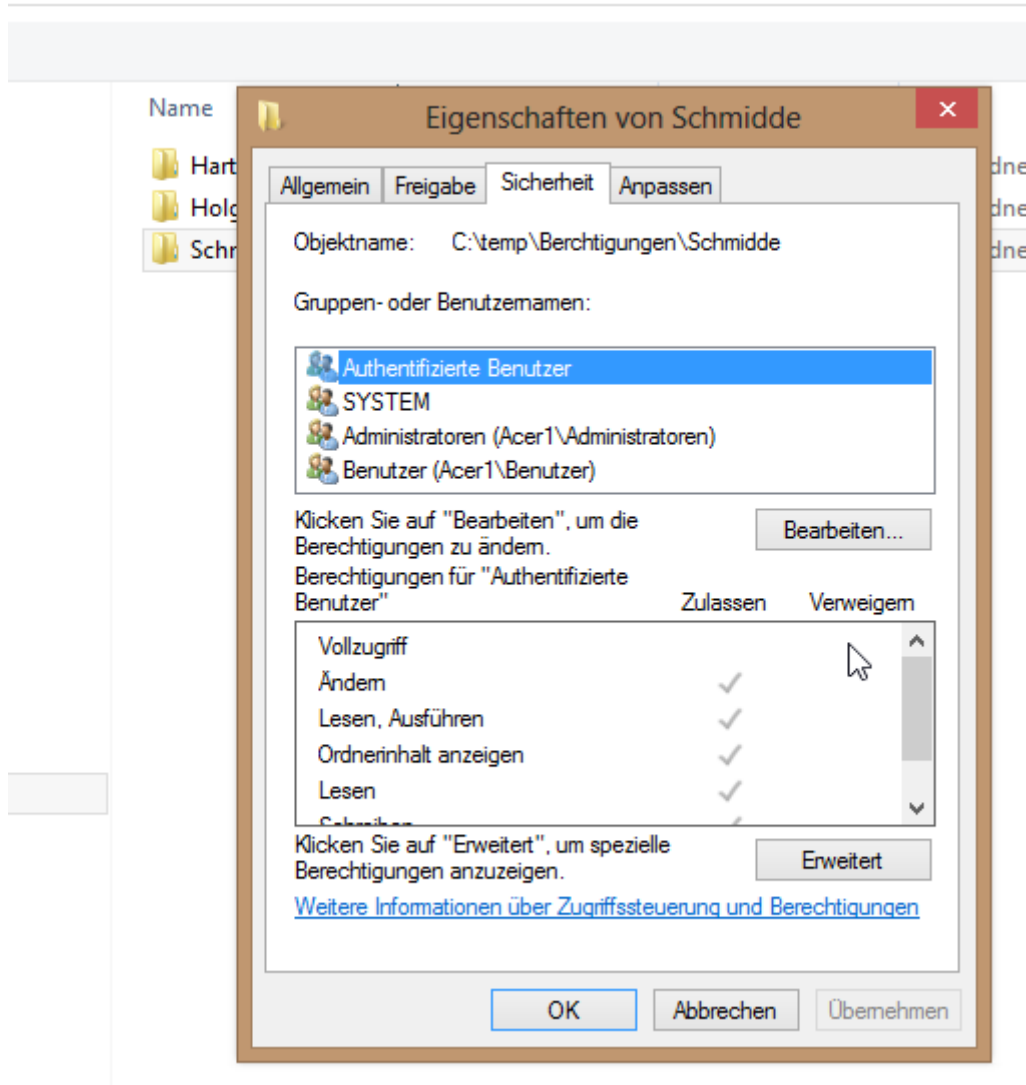 Name
Eigenschaften von Schmidde
Allgemein Freigabe Sicherheit Anpassen
Objektname: C:\temp\Berchtigungen\Schmidde
Gruppen- oder Benutzernamen:
Authentifizierte Benutzer
SYSTEM
Administratoren (Acer1\Administratoren)
Benutzer (Acer1\Benutzer)
Klicken Sie auf "Bearbeiten", um die
Berechtigungen zu ändern.
Bearbeiten...
Berechtigungen für "Authentifizierte
Benutzer"
Zulassen Verweigern
Vollzugriff
Ändern
Lesen, Ausführen
Ordnerinhalt anzeigen
Lesen
Schreiben
Klicken Sie auf "Erweitert", um spezielle
Berechtigungen anzuzeigen.
Erweitert
Weitere Informationen über Zugriffssteuerung und Berechtigungen
OK Abbrechen Übernehmen